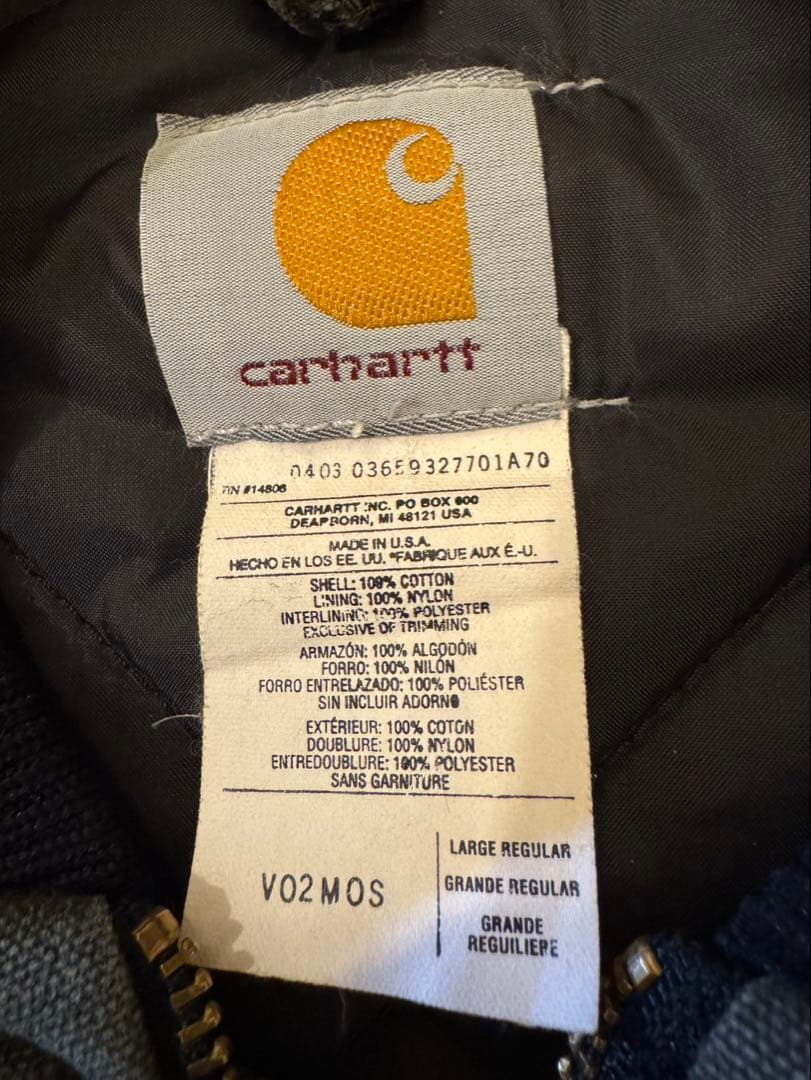 carhartt
0403 03659327701A70
RN #14806
CARHARTT INC. PO BOX 600
DEARBORN, MI 48121 USA
MADE IN U.S.A.
HECHO EN LOS EE. UU. *FABRIQUE AUX É.-U.
SHELL: 100% COTTON
LINING: 100% NYLON
INTERLINING: 100% POLYESTER
EXCLUSIVE OF TRIMMING
ARMAZÓN: 100% ALGODÓN
FORRO: 100% NILÓN
FORRO ENTRELAZADO: 100% POLIÉSTER
SIN INCLUIR ADORNO
EXTÉRIEUR: 100% COTON
DOUBLURE: 100% NYLON
ENTREDOUBLURE: 100% POLYESTER
SANS GARNITURE
V02MOS
LARGE REGULAR
GRANDE REGULAR
GRANDE
REGUILIERE